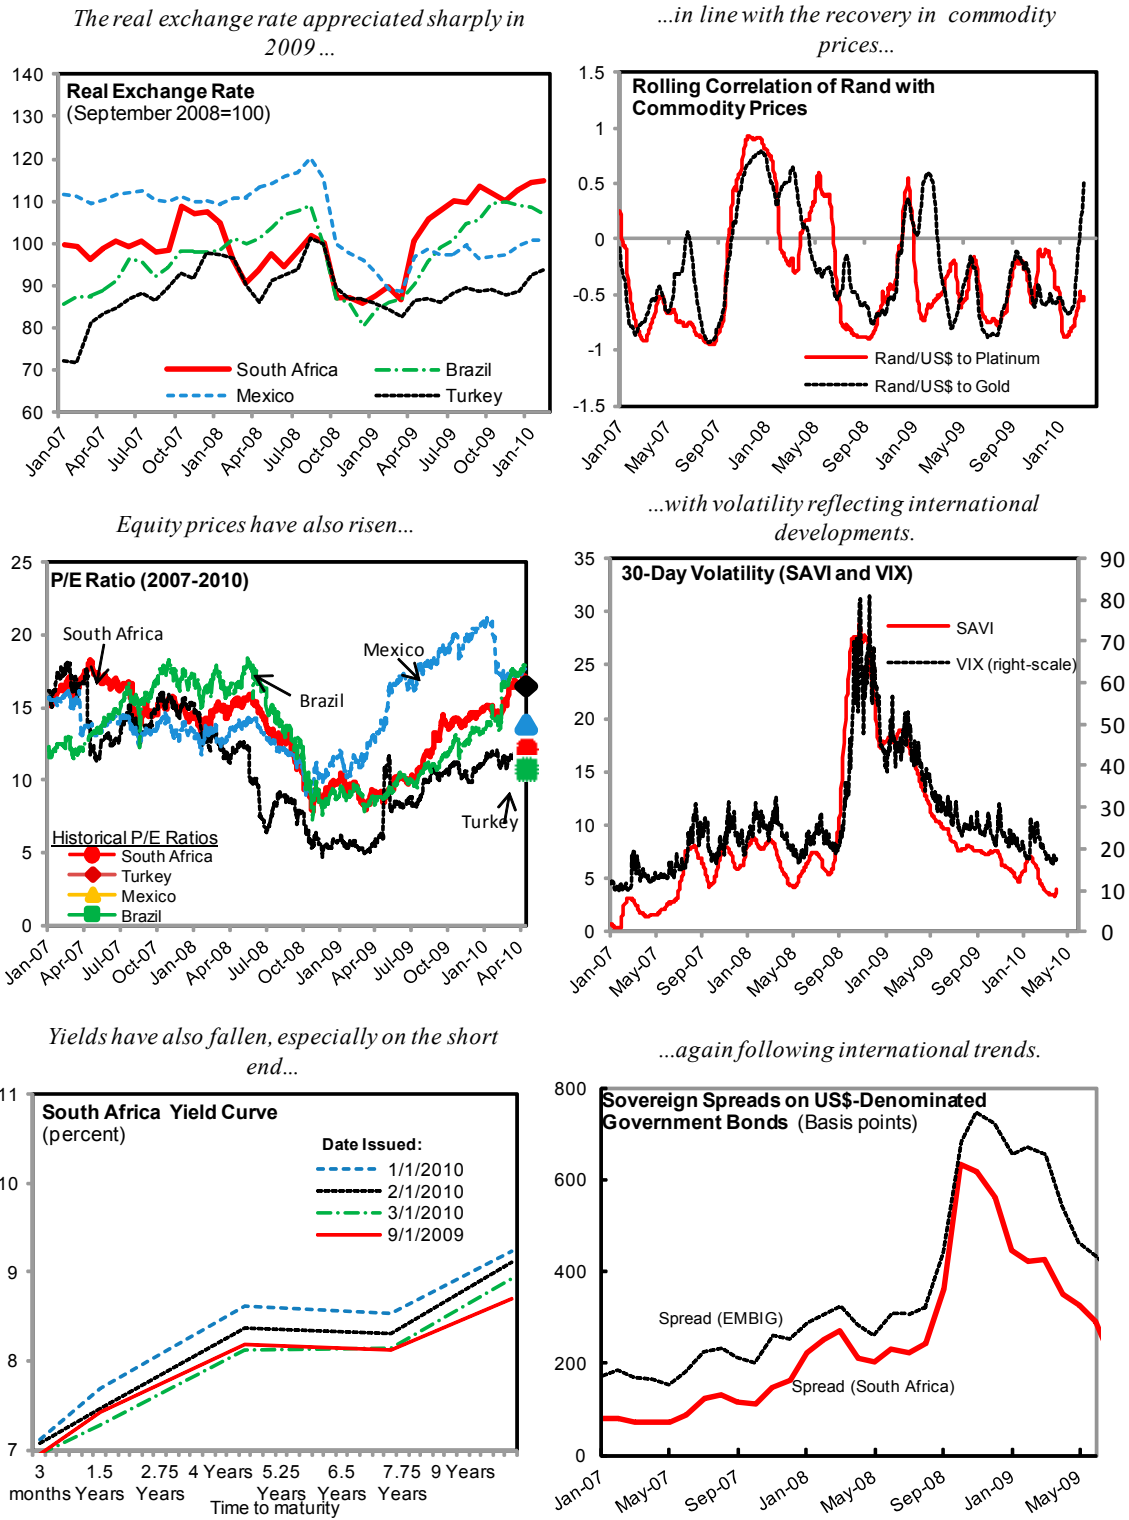 The real exchange rate appreciated sharply in
2009 ...
Real Exchange Rate
(September 2008=100)
140
130
120
110
100
90
80
70
60
South Africa
Brazil
Mexico
Turkey
Jan-07
Apr-07
Jul-07
Oct-07
Jan-08
Apr-08
Jul-08
Oct-08
Jan-09
Apr-09
Jul-09
Oct-09
Jan-10
...in line with the recovery in commodity
prices...
Rolling Correlation of Rand with
Commodity Prices
1.5
1
0.5
0
-0.5
-1
-1.5
Rand/US$ to Platinum
Rand/US$ to Gold
Jan-07
May-07
Sep-07
Jan-08
May-08
Sep-08
Jan-09
May-09
Sep-09
Jan-10
Equity prices have also risen...
P/E Ratio (2007-2010)
25
20
15
10
5
0
South Africa
Mexico
Brazil
Turkey
Historical P/E Ratios
South Africa
Turkey
Mexico
Brazil
Jan-07
Apr-07
Jul-07
Oct-07
Jan-08
Apr-08
Jul-08
Oct-08
Jan-09
Apr-09
Jul-09
Oct-09
Jan-10
Apr-10
...with volatility reflecting international
developments.
30-Day Volatility (SAVI and VIX)
35
30
25
20
15
10
5
0
90
80
70
60
50
40
30
20
10
0
SAVI
VIX (right-scale)
Jan-07
May-07
Sep-07
Jan-08
May-08
Sep-08
Jan-09
May-09
Sep-09
Jan-10
May-10
Yields have also fallen, especially on the short
end...
South Africa Yield Curve
(percent)
11
10
9
8
7
Date Issued:
1/1/2010
2/1/2010
3/1/2010
9/1/2009
3 1.5 2.75 4 Years 5.25 6.5 7.75 9 Years
months Years Years Years Years Years
Time to maturity
...again following international trends.
Sovereign Spreads on US$-Denominated
Government Bonds (Basis points)
800
600
400
200
0
Spread (EMBIG)
Spread (South Africa)
Jan-07
May-07
Sep-07
Jan-08
May-08
Sep-08
Jan-09
May-09